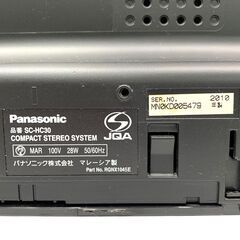 Panasonic
品番 SC-HC30
COMPACT STEREO SYSTEM
MAR 100V 28W 50/60Hz
パナソニック株式会社 マレーシア製
Part No. RGNX1045E
S
JQA
SER.NO. 2010
MN0KD005479